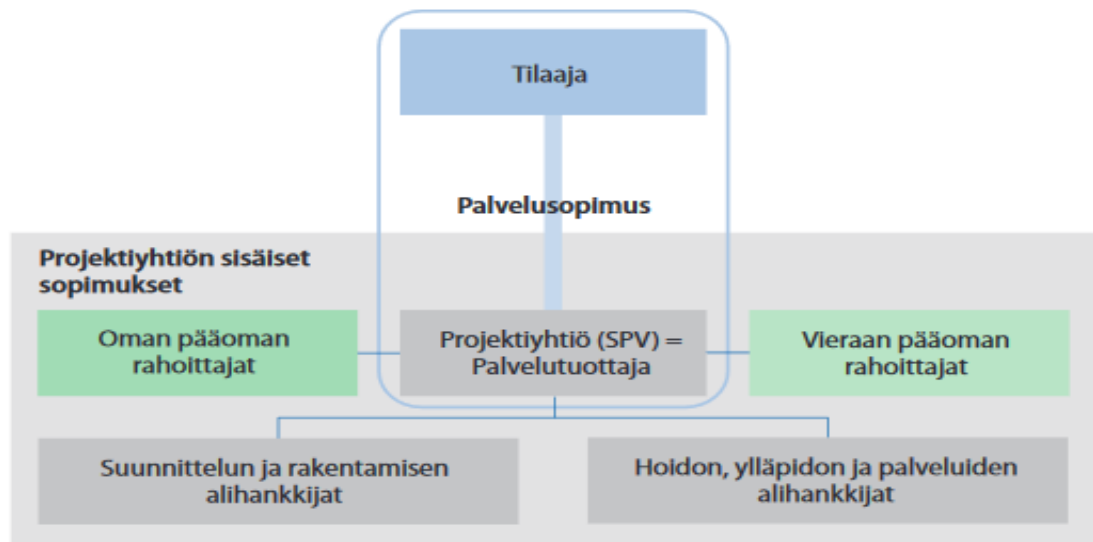 Tilaaja
Palvelusopimus
Projektiyhtiön sisäiset
sopimukset
Oman pääoman
rahoittajat
Projektiyhtiö (SPV) =
Palvelutuottaja
Vieraan pääoman
rahoittajat
Suunnittelun ja rakentamisen
alihankkijat
Hoidon, ylläpidon ja palveluiden
alihankkijat